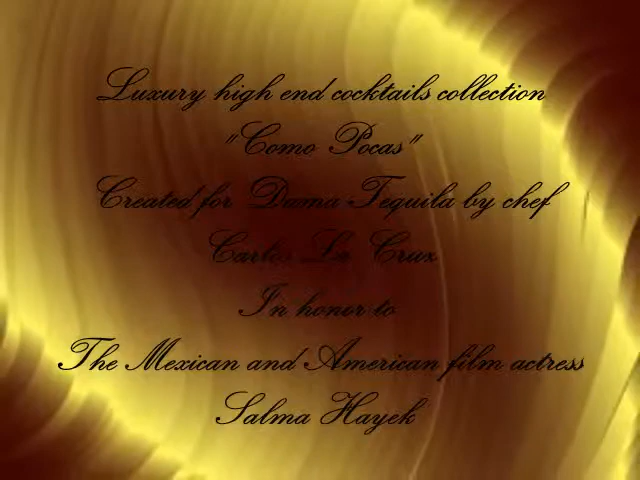 Luxury high end cocktails collection
"Como Pocas"
Created for Dama Tequila by chef
Carlos La Cruz
In honor to
The Mexican and American film actress
Salma Hayek